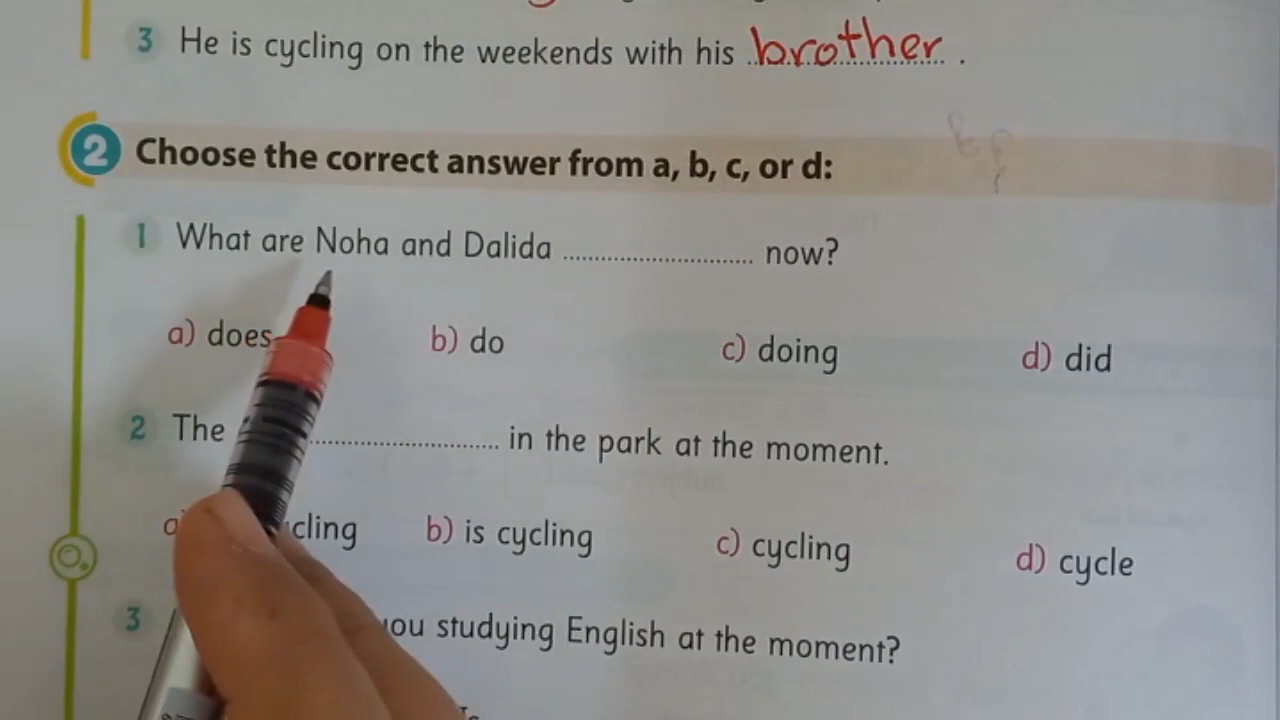 3 He is cycling on the weekends with his brother .
2 Choose the correct answer from a, b, c, or d:
1 What are Noha and Dalida .................... now?
a) does b) do c) doing d) did
2 The .................... in the park at the moment.
b) is cycling c) cycling d) cycle
3 you studying English at the moment?